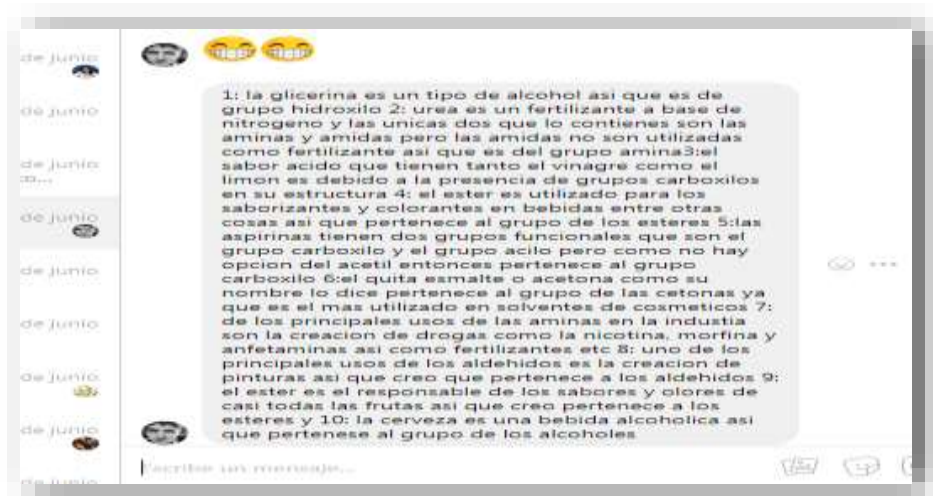 de junio
de junio
de junio
de junio
de junio
de junio
de junio
de junio
de junio
1: la glicerina es un tipo de alcohol asi que es de
grupo hidroxilo 2: urea es un fertilizante a base de
nitrogeno y las unicas dos que lo contienes son las
aminas y amidas pero las amidas no son utilizadas
como fertilizante asi que es del grupo amina3:el
sabor acido que tienen tanto el vinagre como el
limon es debido a la presencia de grupos carboxilos
en su estructura 4: el ester es utilizado para los
saborizantes y colorantes en bebidas entre otras
cosas asi que pertenece al grupo de los esteres 5:las
aspirinas tienen dos grupos funcionales que son el
grupo carboxilo y el grupo acilo pero como no hay
opcion del acetil entonces pertenece al grupo
carboxilo 6:el quita esmalte o acetona como su
nombre lo dice pertenece al grupo de las cetonas ya
que es el mas utilizado en solventes de cosmeticos 7:
de los principales usos de las aminas en la industia
son la creacion de drogas como la nicotina, morfina y
anfetaminas asi como fertilizantes etc 8: uno de los
principales usos de los aldehidos es la creacion de
pinturas asi que creo que pertenece a los aldehidos 9:
el ester es el responsable de los sabores y olores de
casi todas las frutas asi que creo pertenece a los
esteres y 10: la cerveza es una bebida alcoholica asi
que pertenese al grupo de los alcoholes
Escribe un mensaje...